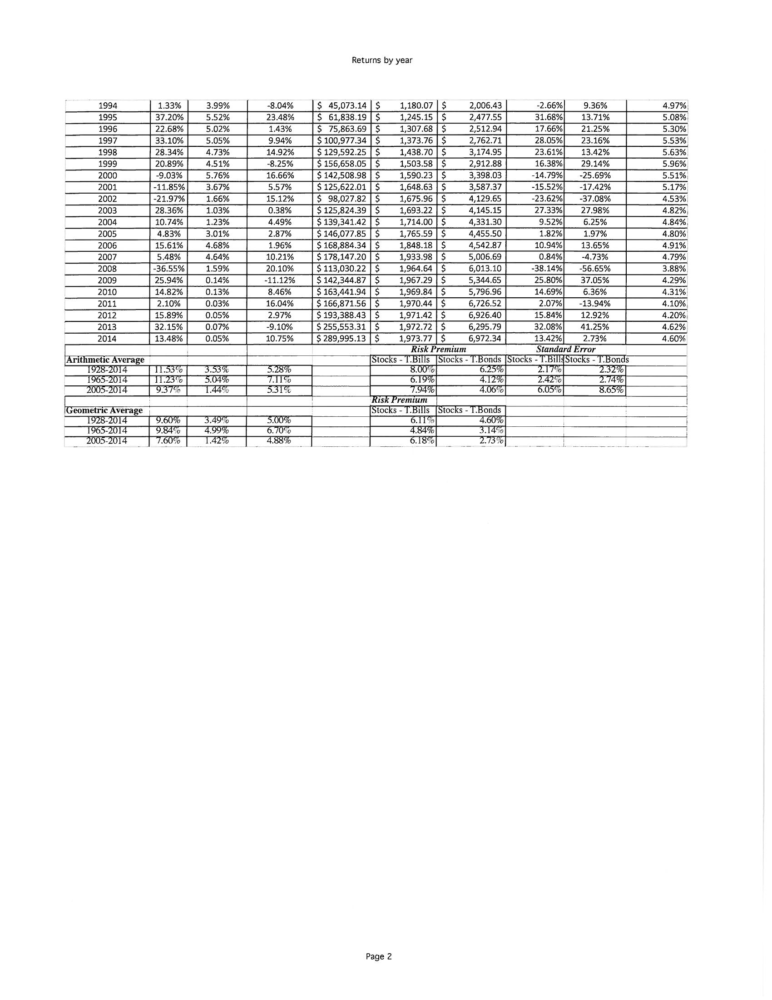 Returns by year
1994 1.33% 3.99% -8.04% $ 45,073.14 $ 1,180.07 $ 2,006.43 -2.66% 9.36% 4.97%
1995 37.20% 5.52% 23.48% $ 61,838.19 $ 1,245.15 $ 2,477.55 31.68% 13.71% 5.08%
1996 22.68% 5.02% 1.43% $ 75,863.69 $ 1,307.68 $ 2,512.94 17.66% 21.25% 5.30%
1997 33.10% 5.05% 9.94% $ 100,977.34 $ 1,373.76 $ 2,762.71 28.05% 23.16% 5.53%
1998 28.34% 4.73% 14.92% $ 129,592.25 $ 1,438.70 $ 3,174.95 23.61% 13.42% 5.63%
1999 20.89% 4.51% -8.25% $ 156,658.05 $ 1,503.58 $ 2,912.88 16.38% 29.14% 5.96%
2000 -9.03% 5.76% 16.66% $ 142,508.98 $ 1,590.23 $ 3,398.03 -14.79% -25.69% 5.51%
2001 -11.85% 3.67% 5.57% $ 125,622.01 $ 1,648.63 $ 3,587.37 -15.52% -17.42% 5.17%
2002 -21.97% 1.66% 15.12% $ 98,027.82 $ 1,675.96 $ 4,129.65 -23.62% -37.08% 4.53%
2003 28.36% 1.03% 0.38% $ 125,824.39 $ 1,693.22 $ 4,145.15 27.33% 27.98% 4.82%
2004 10.74% 1.23% 4.49% $ 139,341.42 $ 1,714.00 $ 4,331.30 9.52% 6.25% 4.84%
2005 4.83% 3.01% 2.87% $ 146,077.85 $ 1,765.59 $ 4,455.50 1.82% 1.97% 4.80%
2006 15.61% 4.68% 1.96% $ 168,884.34 $ 1,848.18 $ 4,542.87 10.94% 13.65% 4.91%
2007 5.48% 4.64% 10.21% $ 178,147.20 $ 1,933.98 $ 5,006.69 0.84% -4.73% 4.79%
2008 -36.55% 1.59% 20.10% $ 113,030.22 $ 1,964.64 $ 6,013.10 -38.14% -56.65% 3.88%
2009 25.94% 0.14% -11.12% $ 142,344.87 $ 1,967.29 $ 5,344.65 25.80% 37.05% 4.29%
2010 14.82% 0.13% 8.46% $ 163,441.94 $ 1,969.84 $ 5,796.96 14.69% 6.36% 4.31%
2011 2.10% 0.03% 16.04% $ 166,871.56 $ 1,970.44 $ 6,726.52 2.07% -13.94% 4.10%
2012 15.89% 0.05% 2.97% $ 193,388.43 $ 1,971.42 $ 6,926.40 15.84% 12.92% 4.20%
2013 32.15% 0.07% -9.10% $ 255,553.31 $ 1,972.72 $ 6,295.79 32.08% 41.25% 4.62%
2014 13.48% 0.05% 10.75% $ 289,995.13 $ 1,973.77 $ 6,972.34 13.42% 2.73% 4.60%
Risk Premium Standard Error
Arithmetic Average Stocks - T.Bills Stocks - T.Bonds Stocks - T.Bills Stocks - T.Bonds
1928-2014 11.53% 3.53% 5.28% 8.00% 6.25% 2.17% 2.32%
1965-2014 11.23% 5.04% 7.11% 6.19% 4.12% 2.42% 2.74%
2005-2014 9.37% 1.44% 5.31% 7.94% 4.06% 6.05% 8.65%
Risk Premium
Geometric Average Stocks - T.Bills Stocks - T.Bonds
1928-2014 9.60% 3.49% 5.00% 6.11% 4.60%
1965-2014 9.84% 4.99% 6.70% 4.84% 3.14%
2005-2014 7.60% 1.42% 4.88% 6.18% 2.73%
Page 2